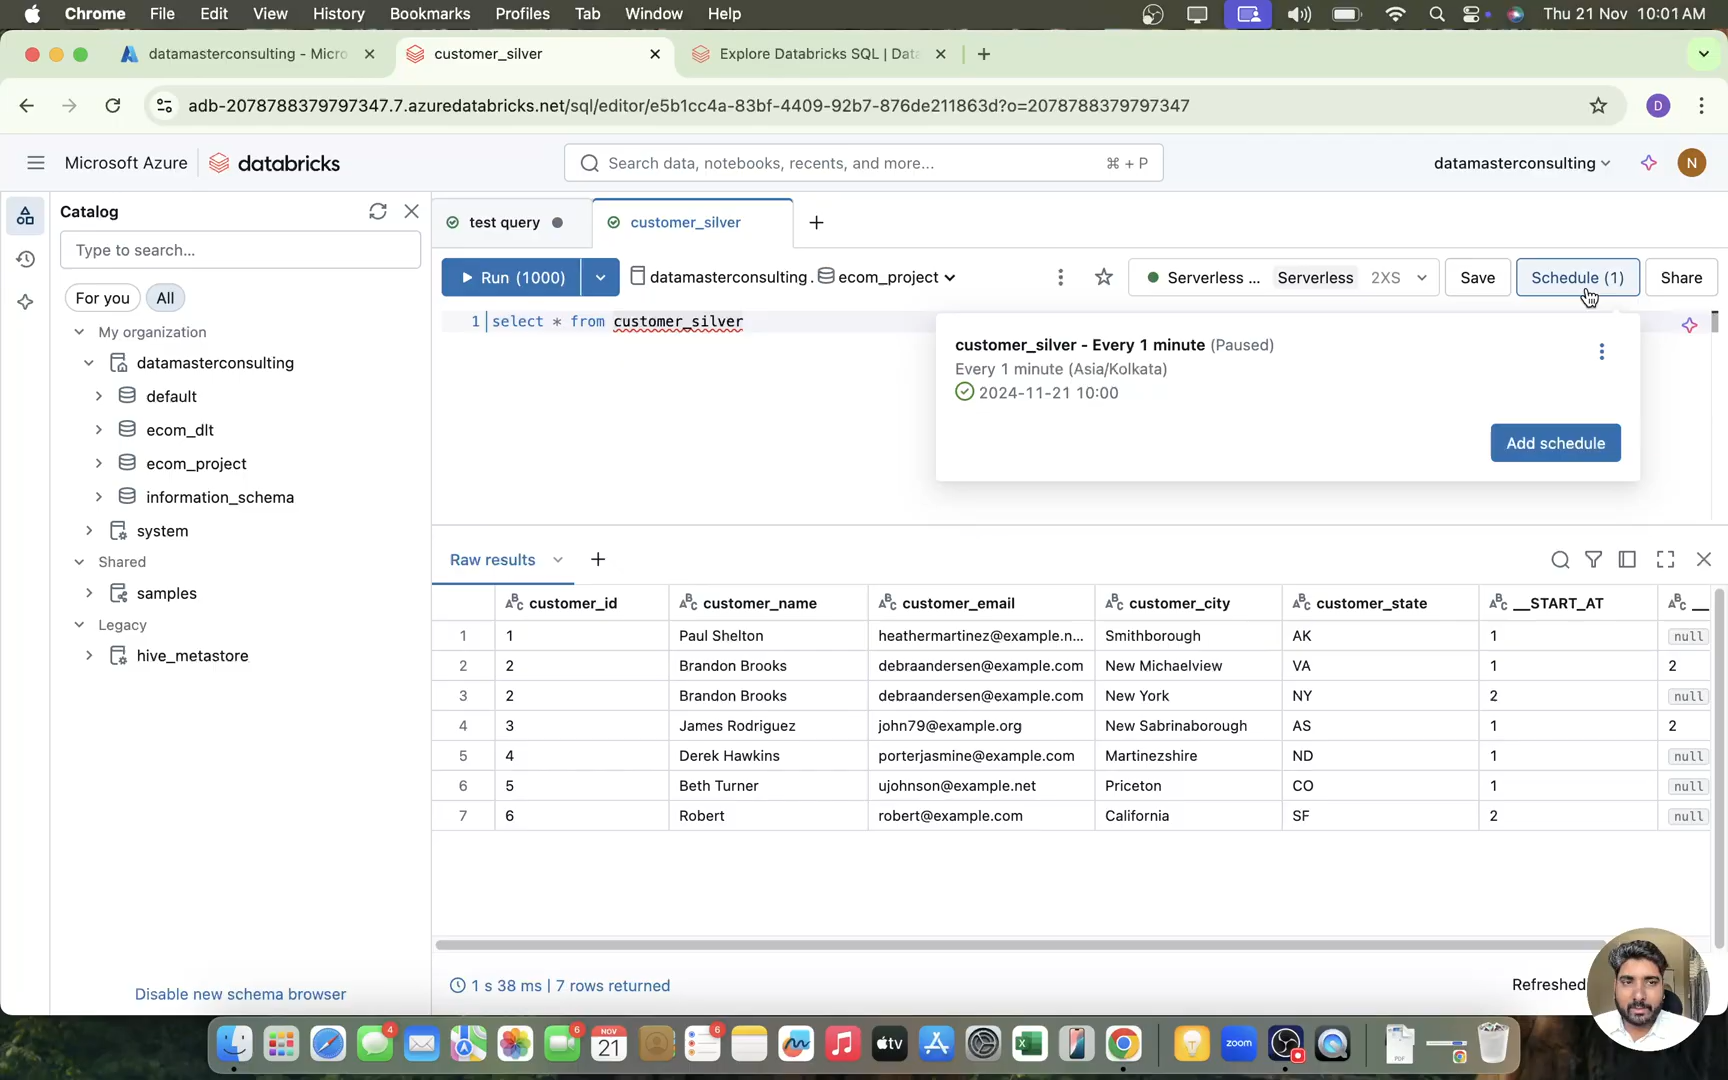 Chrome File Edit View History Bookmarks Profiles Tab Window Help Thu 21 Nov 10:01 AM
datamasterconsulting - Micro
customer_silver
Explore Databricks SQL | Data
adb-2078788379797347.7.azuredatabricks.net/sql/editor/e5b1cc4a-83bf-4409-92b7-876de211863d?o=2078788379797347
D
Microsoft Azure databricks
Search data, notebooks, recents, and more... ⌘ + P
datamasterconsulting
N
Catalog
Type to search...
For you All
My organization
datamasterconsulting
default
ecom_dlt
ecom_project
information_schema
system
Shared
samples
Legacy
hive_metastore
Disable new schema browser
test query
customer_silver
Run (1000) datamasterconsulting . ecom_project Serverless ... Serverless 2XS Save Schedule (1) Share
1 select * from customer_silver
customer_silver - Every 1 minute (Paused)
Every 1 minute (Asia/Kolkata)
2024-11-21 10:00
Add schedule
Raw results
customer_id customer_name customer_email customer_city customer_state __START_AT __
1 1 Paul Shelton heathermartinez@example.n... Smithborough AK 1 null
2 2 Brandon Brooks debraandersen@example.com New Michaelview VA 1 2
3 2 Brandon Brooks debraandersen@example.com New York NY 2 null
4 3 James Rodriguez john79@example.org New Sabrinaborough AS 1 2
5 4 Derek Hawkins porterjasmine@example.com Martinezshire ND 1 null
6 5 Beth Turner ujohnson@example.net Priceton CO 1 null
7 6 Robert robert@example.com California SF 2 null
1 s 38 ms | 7 rows returned
Refreshed
4
6
NOV
21
6
tv
zoom
PDF